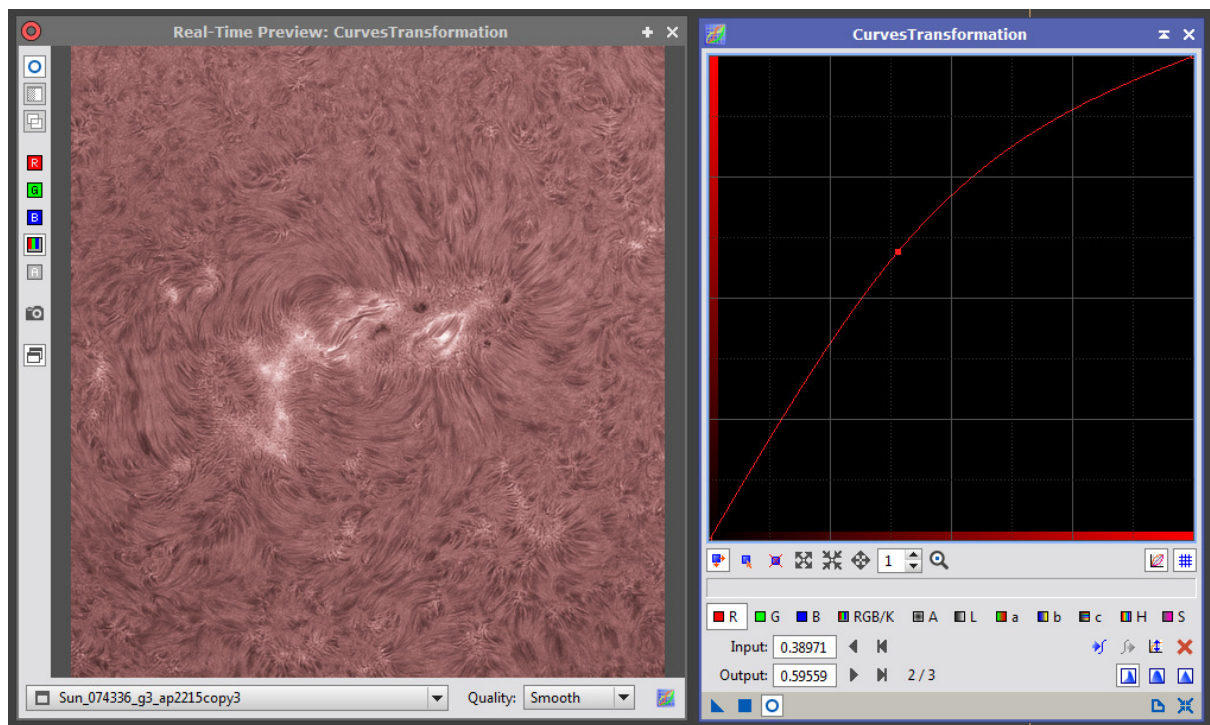 Real-Time Preview: CurvesTransformation
R
G
B
A
Sun_074336_g3_ap2215copy3
Quality: Smooth
CurvesTransformation
1
R G B RGB/K A L a b c H S
Input: 0.38971
Output: 0.59559 2 / 3